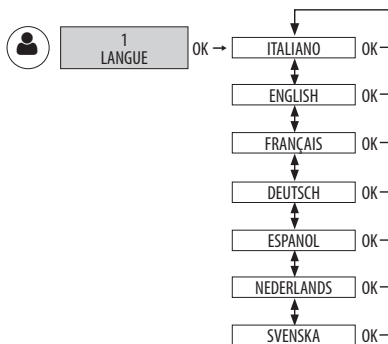 1
LANGUE
OK
ITALIANO OK
ENGLISH OK
FRANÇAIS OK
DEUTSCH OK
ESPANOL OK
NEDERLANDS OK
SVENSKA OK